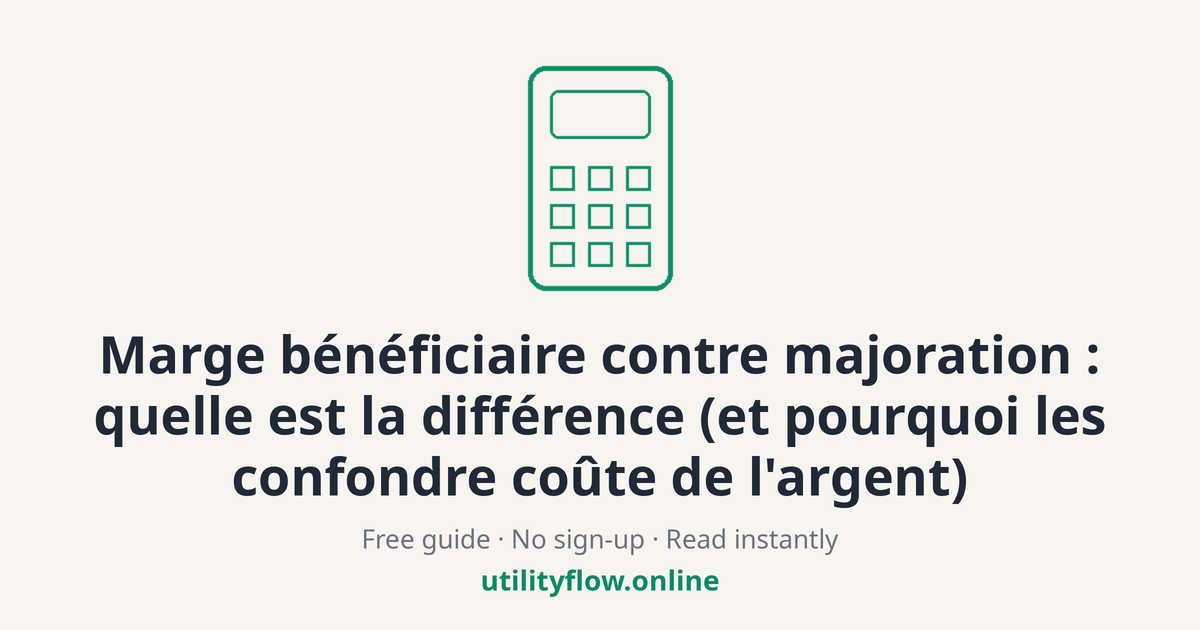 Marge bénéficiaire contre majoration :
quelle est la différence (et pourquoi les
confondre coûte de l'argent)
Free guide · No sign-up · Read instantly
utilityflow.online